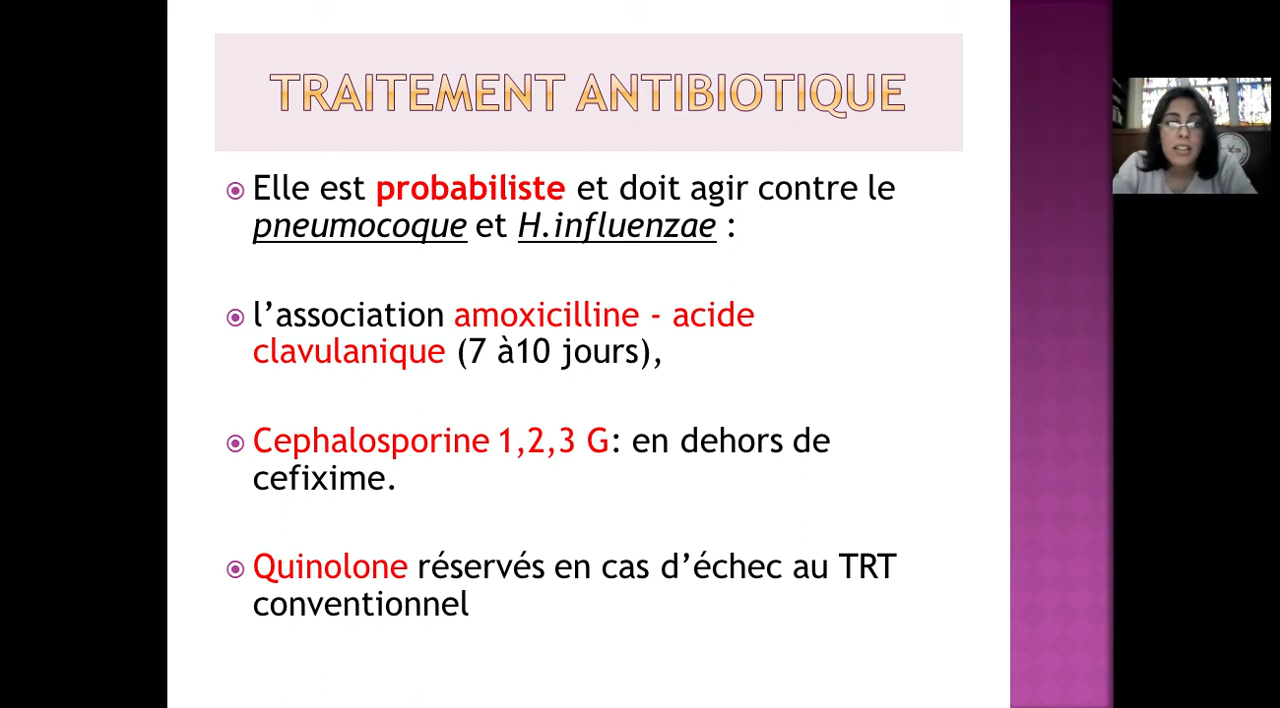 TRAITEMENT ANTIBIOTIQUE
Elle est probabiliste et doit agir contre le
pneumocoque et H.influenzae :
l’association amoxicilline - acide
clavulanique (7 à10 jours),
Cephalosporine 1,2,3 G: en dehors de
cefixime.
Quinolone réservés en cas d’échec au TRT
conventionnel